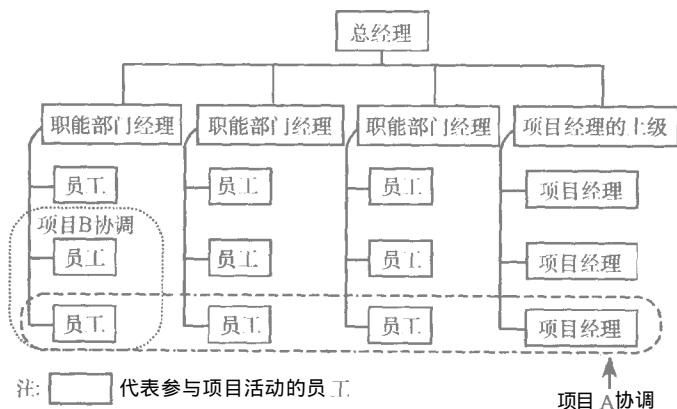 总经理
职能部门经理 职能部门经理 职能部门经理 项目经理的上级
员工 员工 员工 项目经理
项目B协调
员工 员工 员工 项目经理
员工 员工 员工 项目经理
注: 代表参与项目活动的员工
项目 A协调